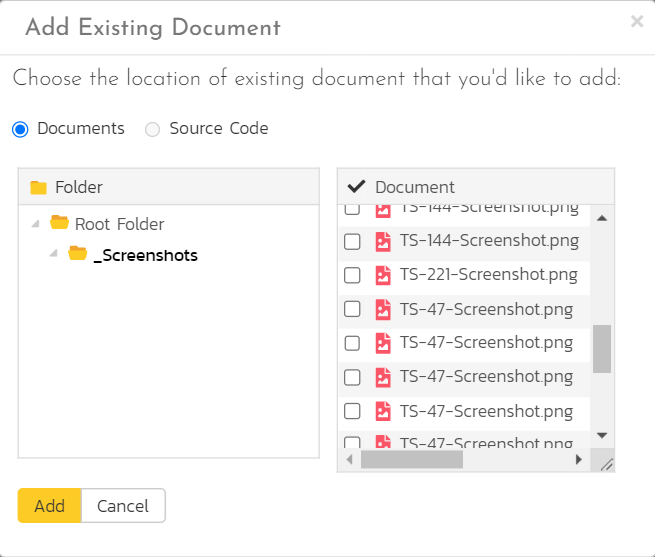 Add Existing Document
×
Choose the location of existing document that you'd like to add:
Documents Source Code
Folder
Root Folder
_Screenshots
Document
TS-144-Screenshot.png
TS-144-Screenshot.png
TS-221-Screenshot.png
TS-47-Screenshot.png
TS-47-Screenshot.png
TS-47-Screenshot.png
TS-47-Screenshot.png
TS-47-Screenshot.png
Add Cancel